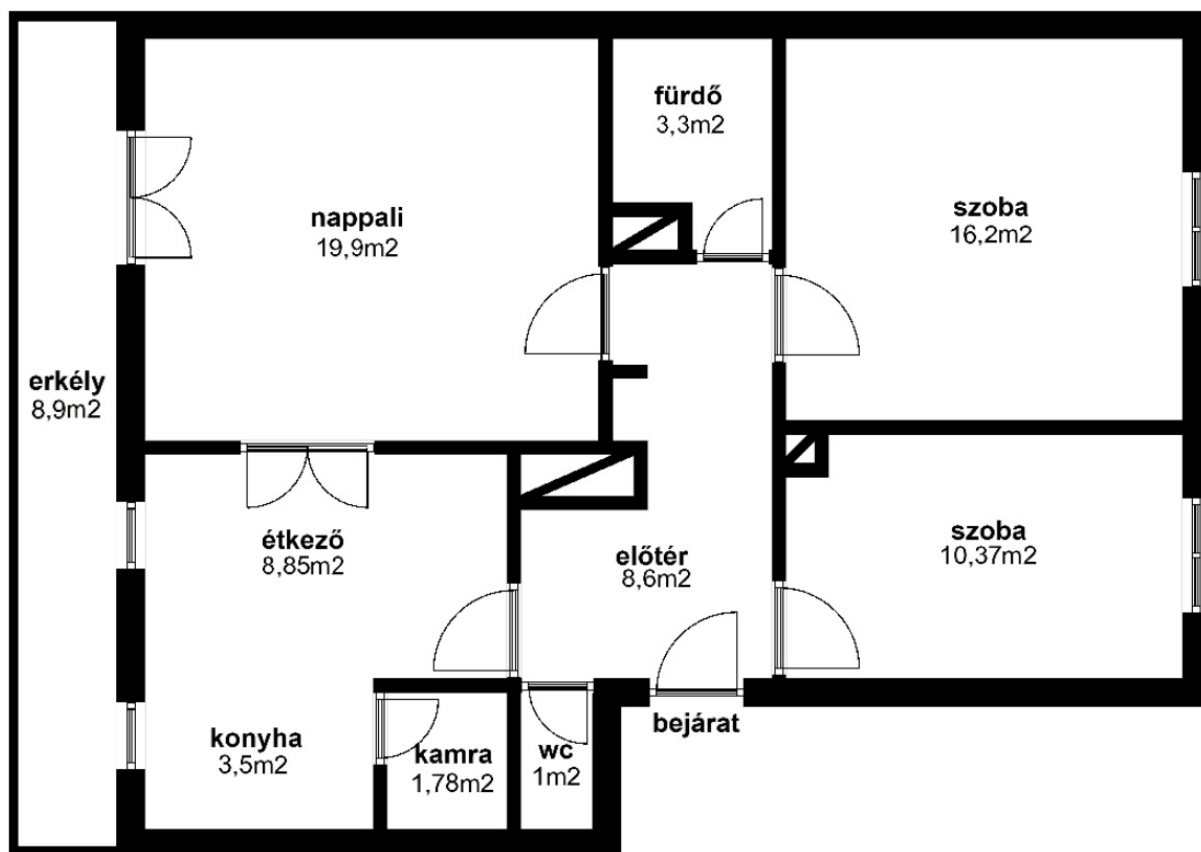 fürdő
3,3m2
szoba
16,2m2
nappali
19,9m2
erkély
8,9m2
étkező
8,85m2
előtér
8,6m2
szoba
10,37m2
konyha
3,5m2
kamra
1,78m2
wc
1m2
bejárat